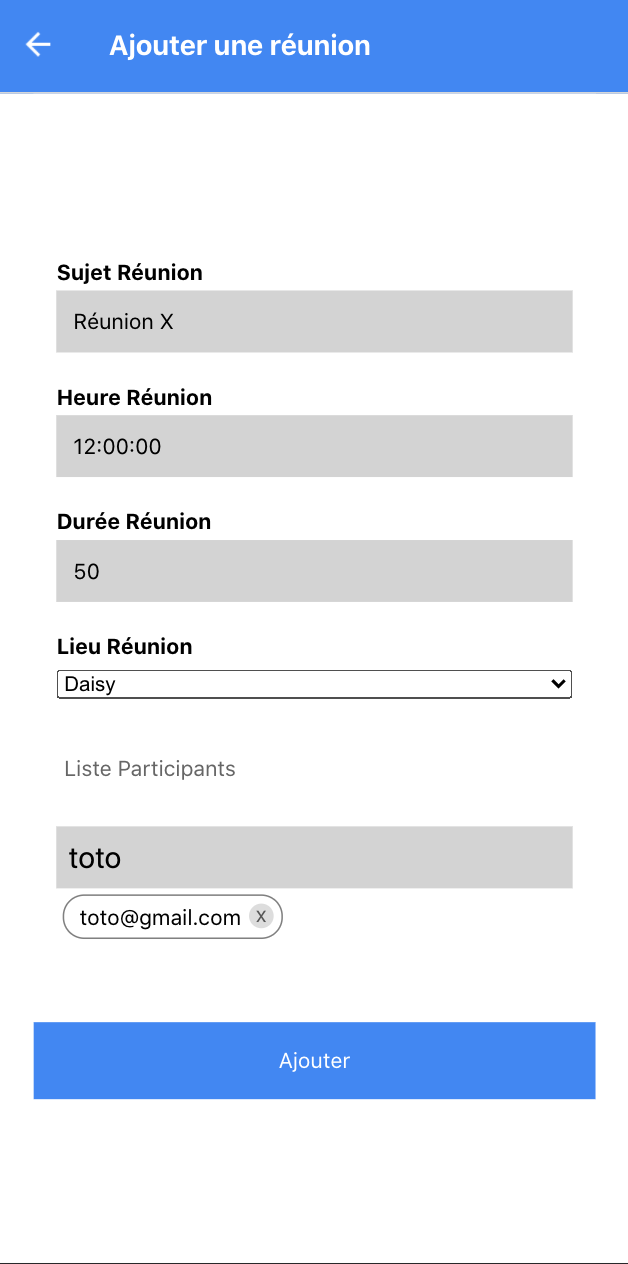 Ajouter une réunion
Sujet Réunion
Réunion X
Heure Réunion
12:00:00
Durée Réunion
50
Lieu Réunion
Daisy
Liste Participants
toto
toto@gmail.com X
Ajouter